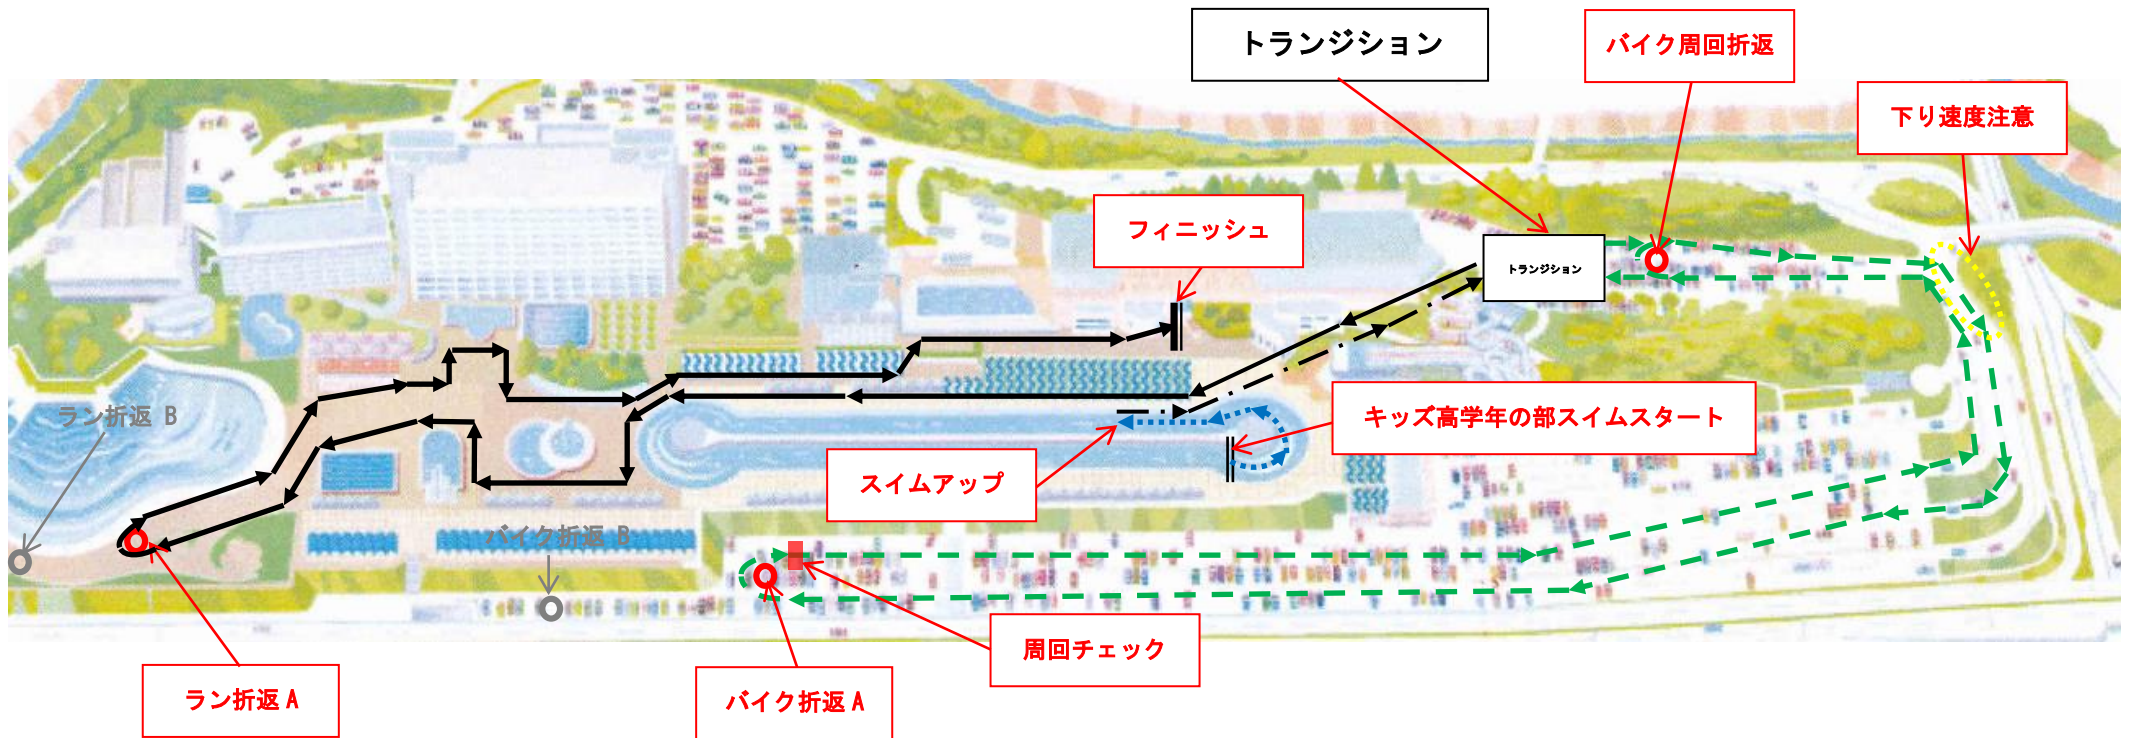 トランジション
バイク周回折返
下り速度注意
フィニッシュ
トランジション
キッズ高学年の部スイムスタート
ラン折返 B
スイムアップ
バイク折返 B
周回チェック
ラン折返 A
バイク折返 A